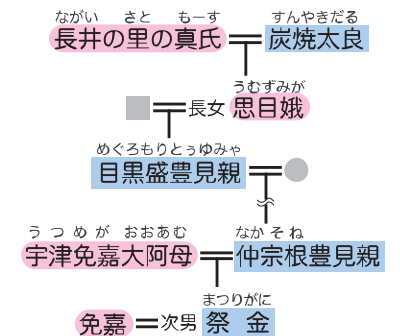 ながい さと もーす すんやきだる
長井の里の真氏 炭焼太良
うむずみが
長女 思目娥
めぐろもりとぅゆみゃ
目黒盛豊見親
うつめが おおあむ なかそね
宇津免嘉大阿母 仲宗根豊見親
まつりがに
免嘉 次男 祭金